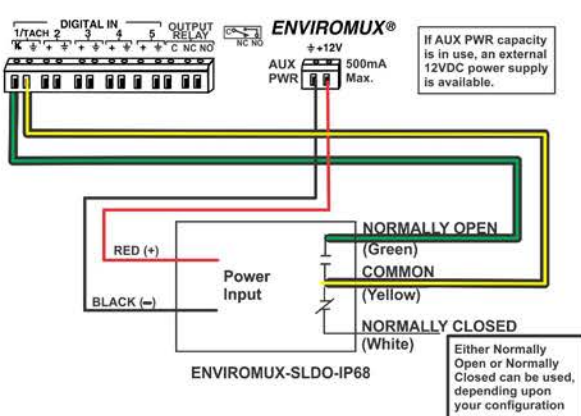 DIGITAL IN
1/TACH 2 3 4 5
OUTPUT
RELAY
+ ⏚ + ⏚ + ⏚ + ⏚ C NC NO
C
NC NO
ENVIROMUX®
⏚ +12V
AUX
PWR
500mA
Max.
If AUX PWR capacity
is in use, an external
12VDC power supply
is available.
NORMALLY OPEN
(Green)
RED (+)
COMMON
Power
Input
(Yellow)
BLACK (−)
NORMALLY CLOSED
(White)
ENVIROMUX-SLDO-IP68
Either Normally
Open or Normally
Closed can be used,
depending upon
your configuration